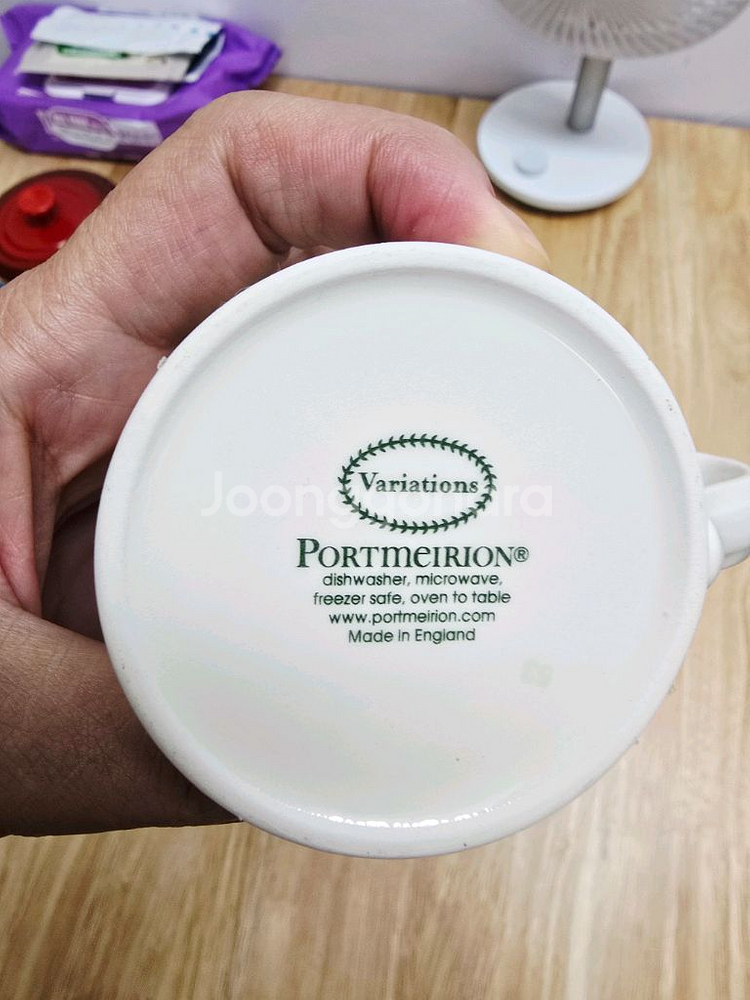 Variations
PORTMEIRION®
dishwasher, microwave,
freezer safe, oven to table
www.portmeirion.com
Made in England